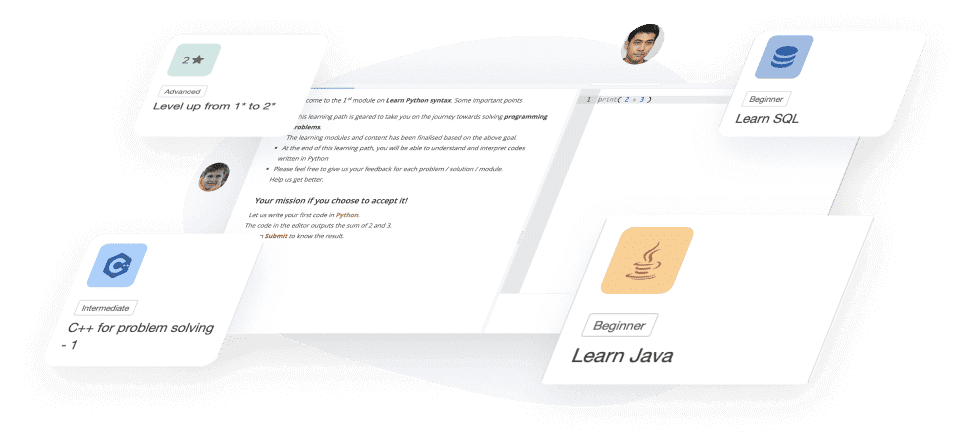 2★
Advanced
Level up from 1* to 2*
come to the 1st module on Learn Python syntax. Some important points
his learning path is geared to take you on the journey towards solving programming
roblems.
The learning modules and content has been finalised based on the above goal.
• At the end of this learning path, you will be able to understand and interpret codes
written in Python
• Please feel free to give us your feedback for each problem / solution / module.
Help us get better.
Your mission if you choose to accept it!
Let us write your first code in Python.
The code in the editor outputs the sum of 2 and 3.
Submit to know the result.
1 print( 2 + 3 )
Beginner
Learn SQL
C++
Intermediate
C++ for problem solving
- 1
Beginner
Learn Java